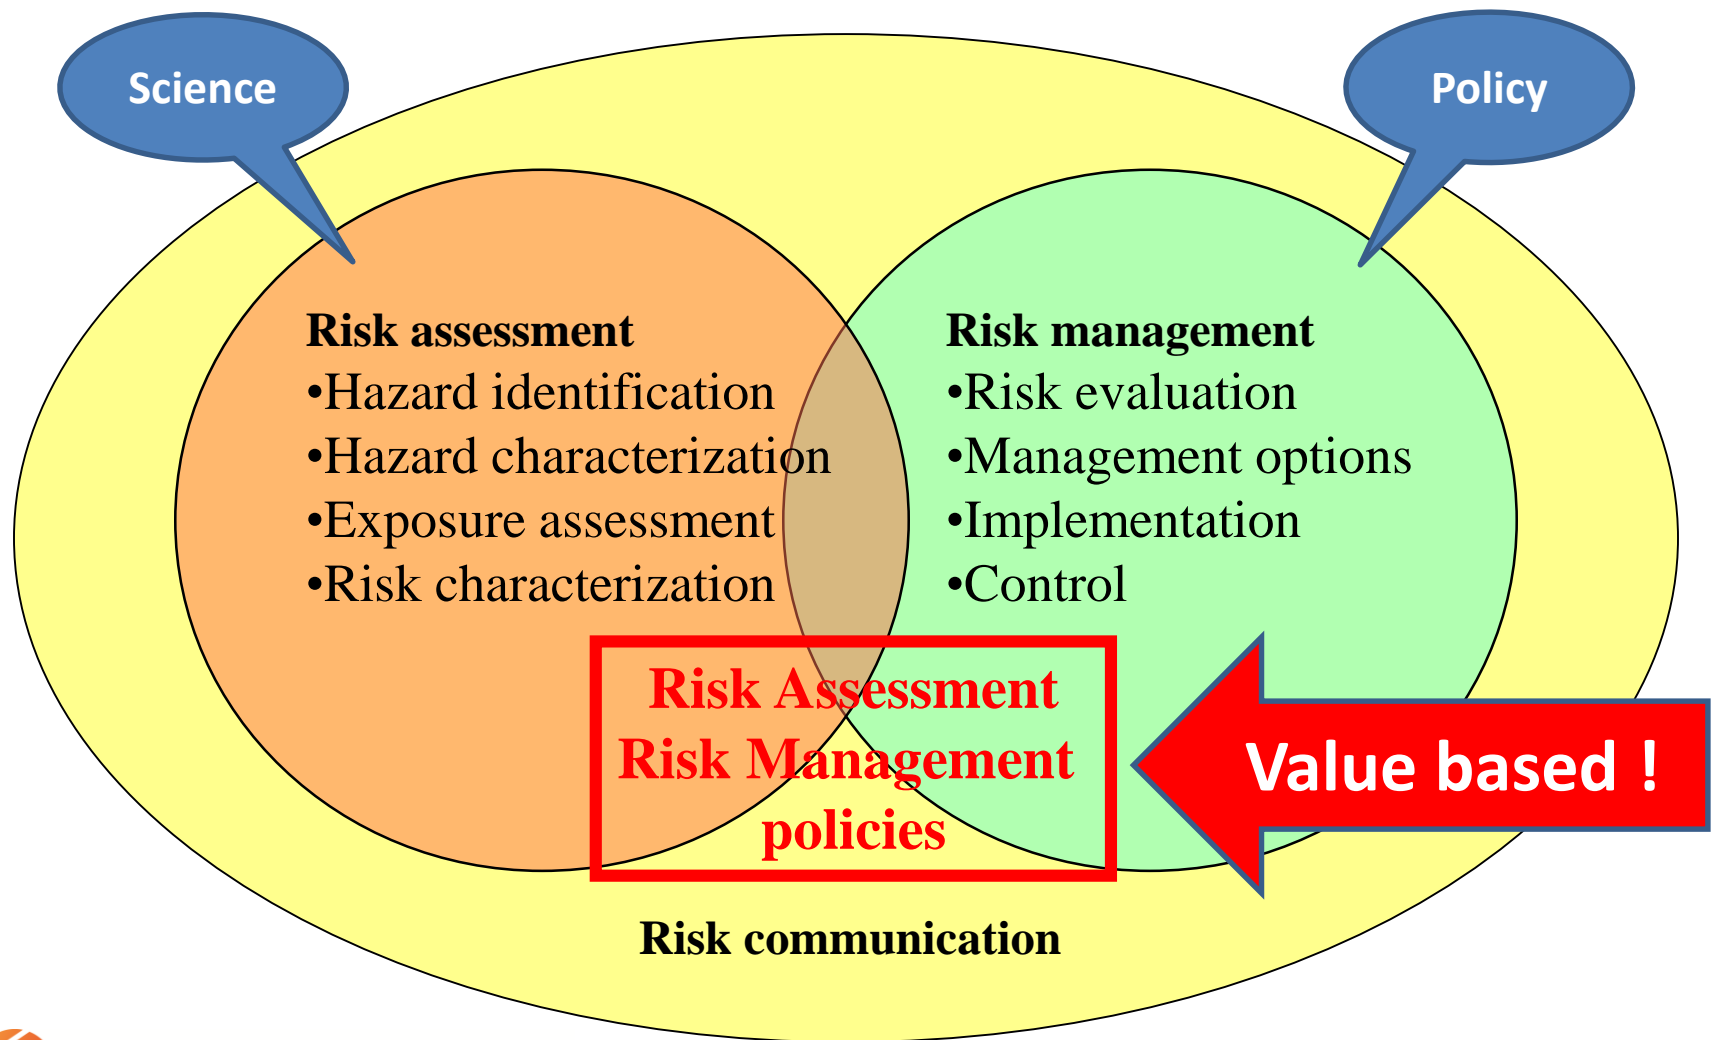 Science
Policy
Risk assessment
•Hazard identification
•Hazard characterization
•Exposure assessment
•Risk characterization
Risk management
•Risk evaluation
•Management options
•Implementation
•Control
Risk Assessment
Risk Management
policies
Value based !
Risk communication